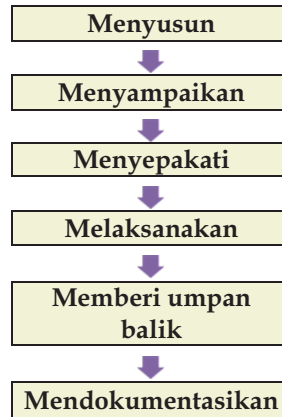 Menyusun
Menyampaikan
Menyepakati
Melaksanakan
Memberi umpan
balik
Mendokumentasikan